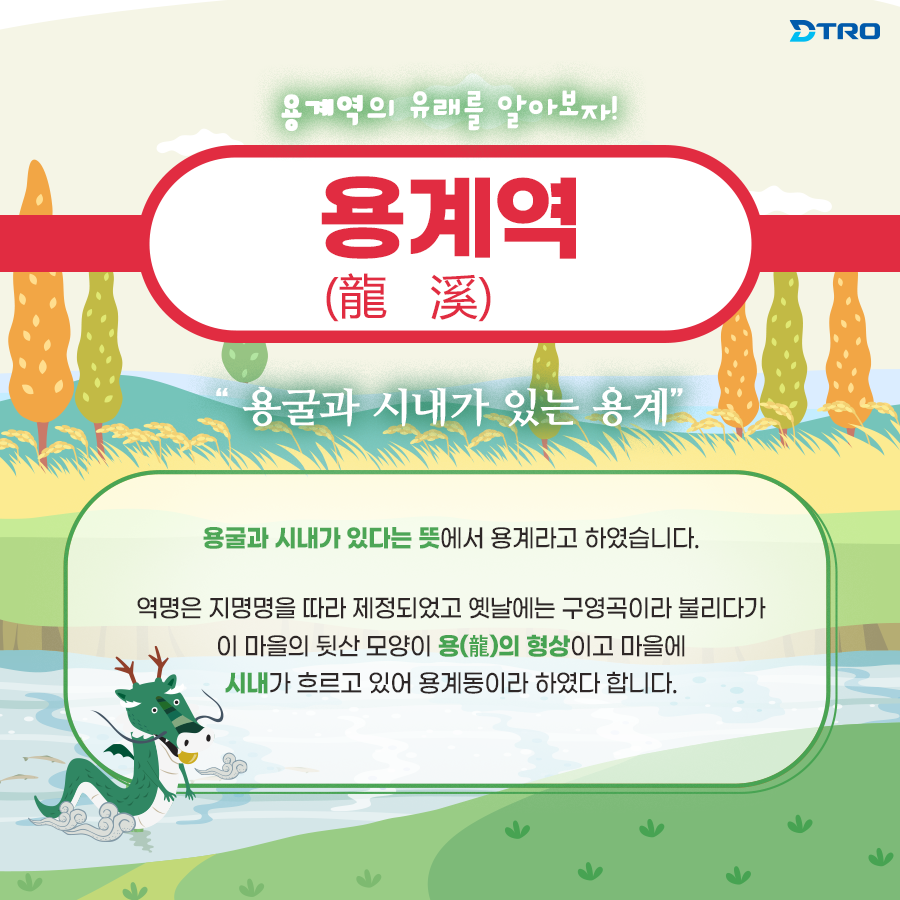 DTRO
용계역의 유래를 알아보자!
용계역
(龍 溪)
“ 용굴과 시내가 있는 용계”
용굴과 시내가 있다는 뜻에서 용계라고 하였습니다.
역명은 지명명을 따라 제정되었고 옛날에는 구영곡이라 불리다가
이 마을의 뒷산 모양이 용(龍)의 형상이고 마을에
시내가 흐르고 있어 용계동이라 하였다 합니다.